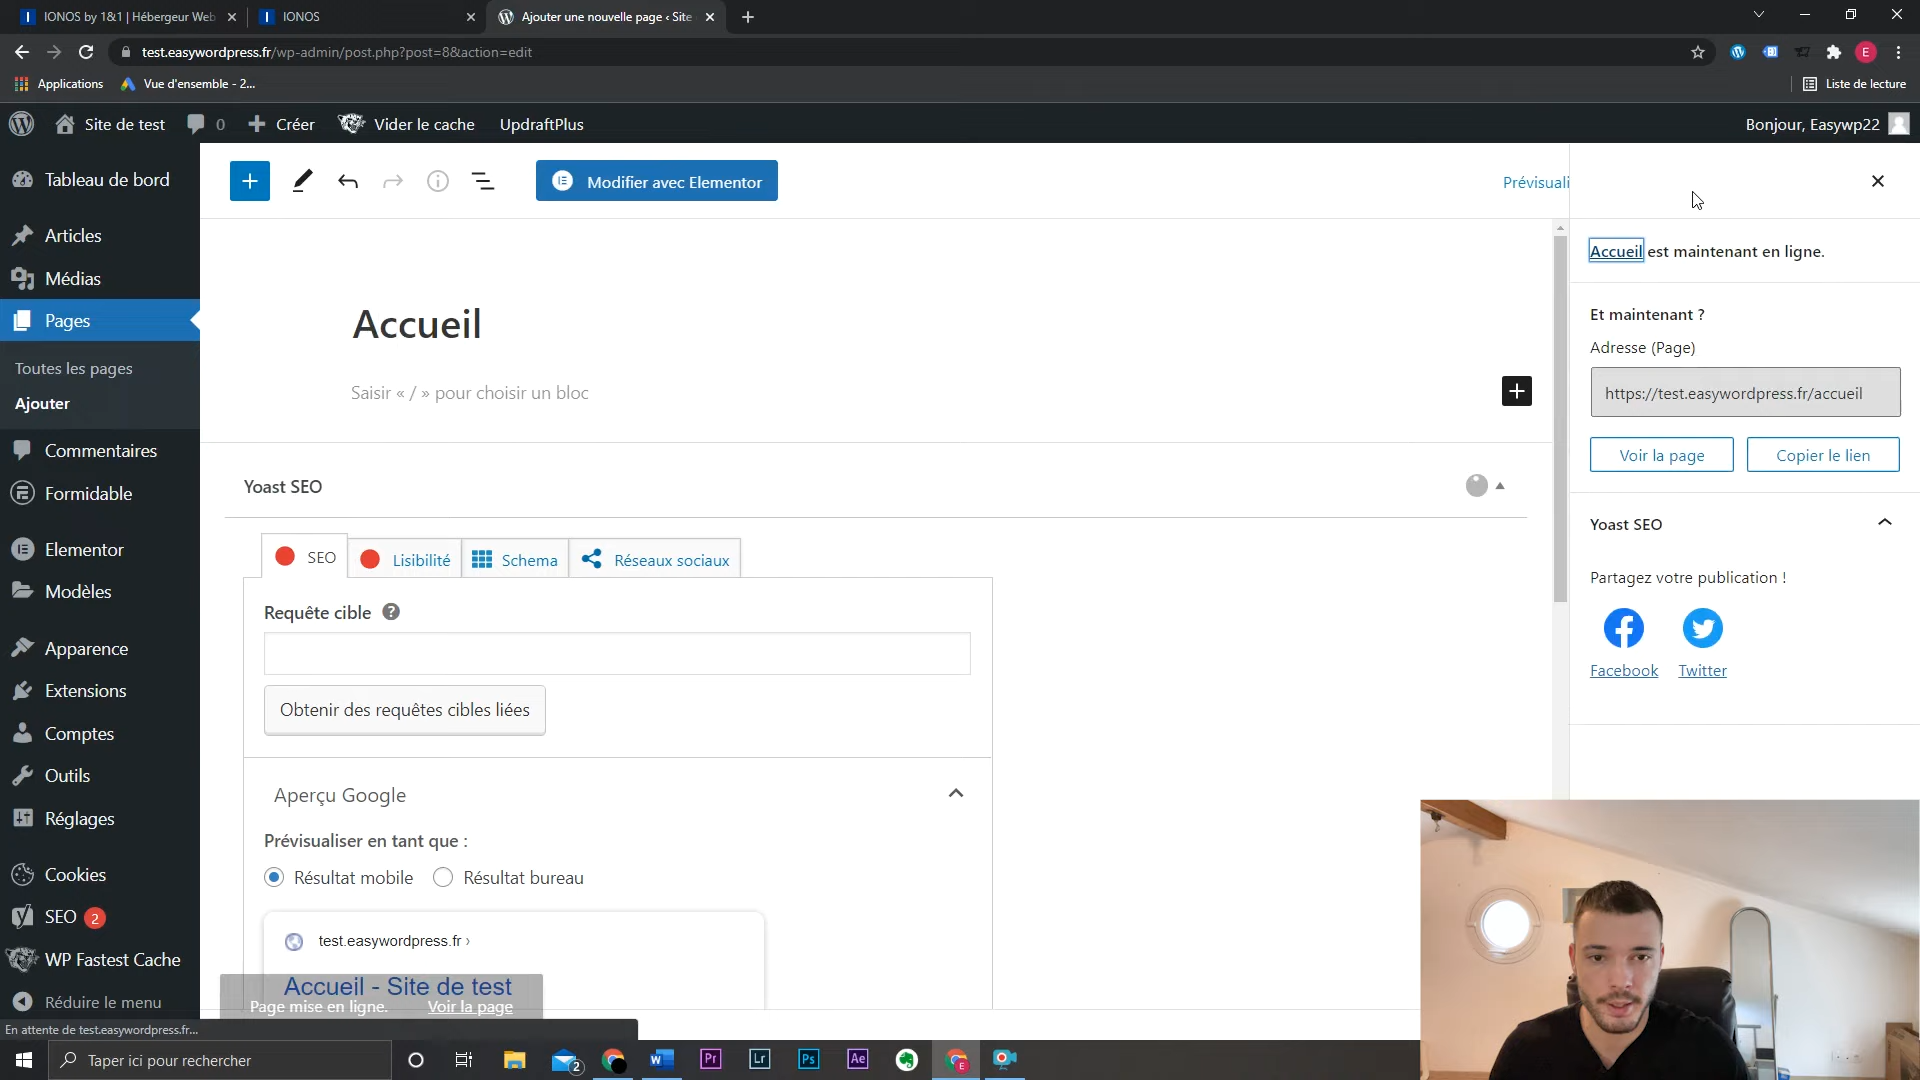 IONOS by 1&1 | Hébergeur Web
IONOS
Ajouter une nouvelle page ‹ Site
test.easywordpress.fr/wp-admin/post.php?post=8&action=edit
E
Applications
Vue d'ensemble - 2...
Liste de lecture
Site de test
0
Créer
Vider le cache
UpdraftPlus
Bonjour, Easywp22
Tableau de bord
Articles
Médias
Pages
Toutes les pages
Ajouter
Commentaires
Formidable
Elementor
Modèles
Apparence
Extensions
Comptes
Outils
Réglages
Cookies
SEO 2
WP Fastest Cache
Réduire le menu
Modifier avec Elementor
Prévisuali
Accueil
Saisir « / » pour choisir un bloc
Yoast SEO
SEO
Lisibilité
Schema
Réseaux sociaux
Requête cible
Obtenir des requêtes cibles liées
Aperçu Google
Prévisualiser en tant que :
Résultat mobile
Résultat bureau
test.easywordpress.fr ›
Accueil - Site de test
Page mise en ligne.
Voir la page
Accueil est maintenant en ligne.
Et maintenant ?
Adresse (Page)
https://test.easywordpress.fr/accueil
Voir la page
Copier le lien
Yoast SEO
Partagez votre publication !
Facebook
Twitter
En attente de test.easywordpress.fr...
Taper ici pour rechercher
2
W
Pr
Lr
Ps
Ae
E